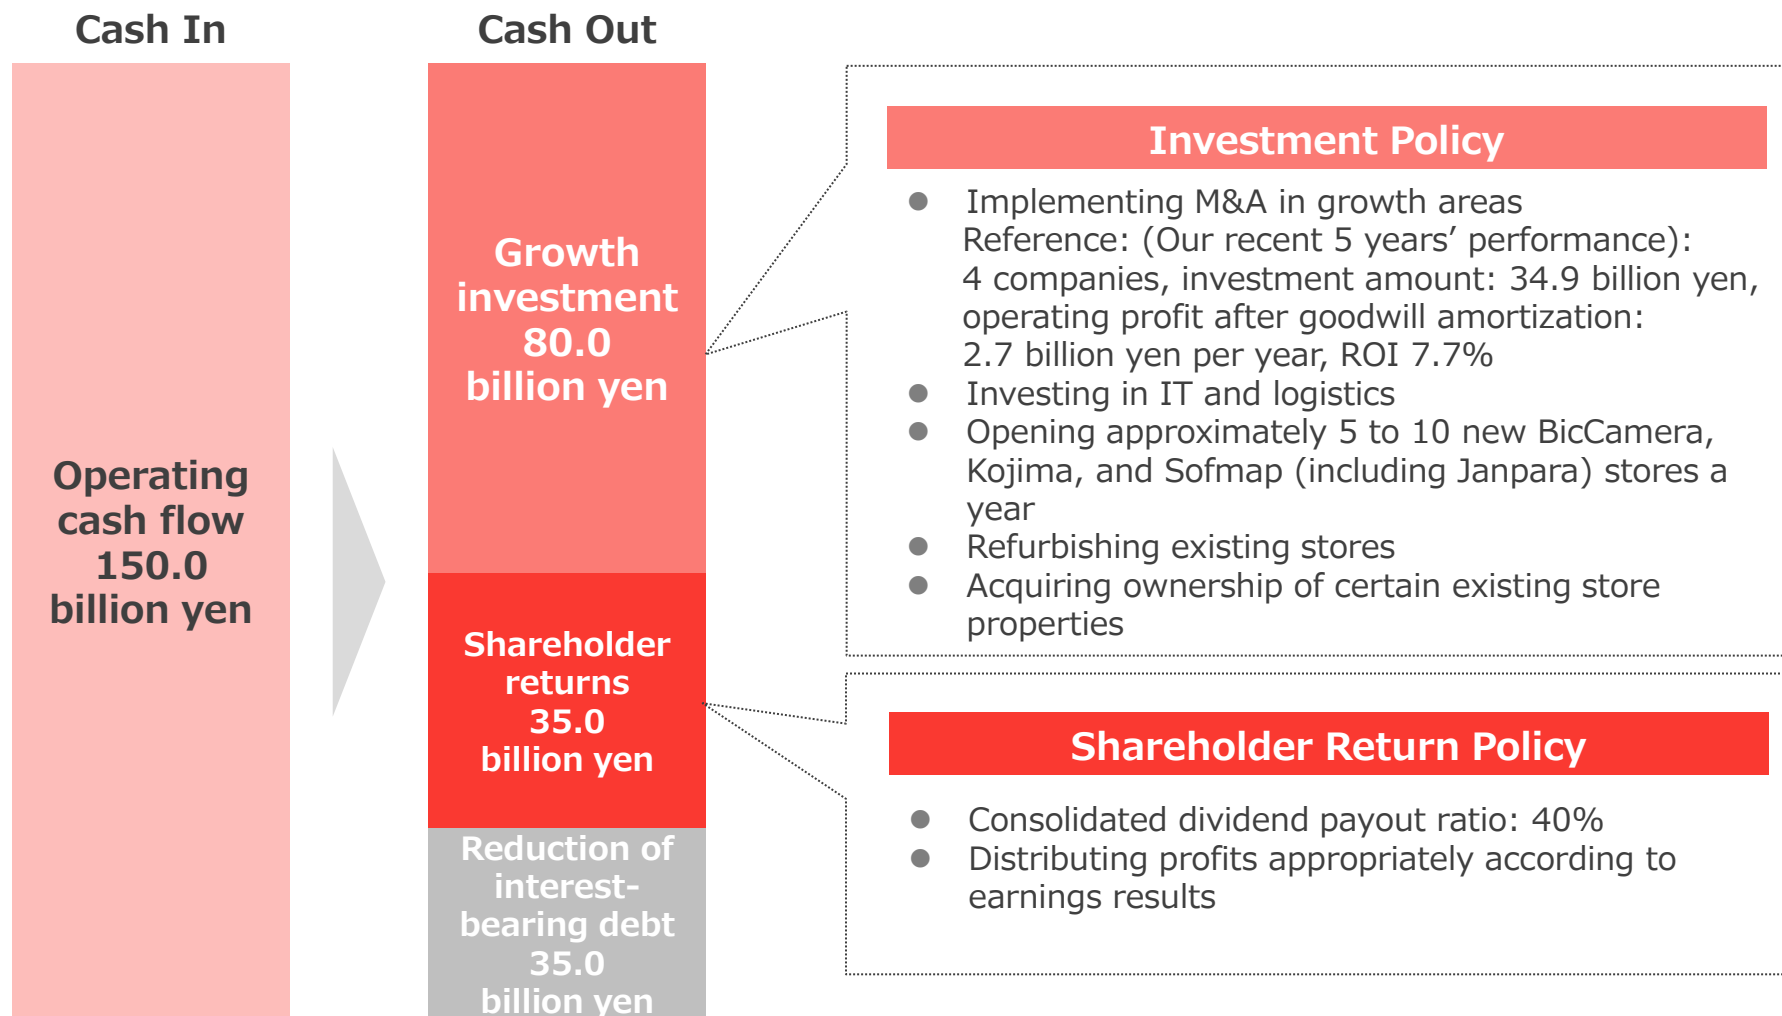 Cash In
Cash Out
Operating
cash flow
150.0
billion yen
Growth
investment
80.0
billion yen
Shareholder
returns
35.0
billion yen
Reduction of
interest-
bearing debt
35.0
billion yen
Investment Policy
● Implementing M&A in growth areas
Reference: (Our recent 5 years’ performance):
4 companies, investment amount: 34.9 billion yen,
operating profit after goodwill amortization:
2.7 billion yen per year, ROI 7.7%
● Investing in IT and logistics
● Opening approximately 5 to 10 new BicCamera,
Kojima, and Sofmap (including Janpara) stores a
year
● Refurbishing existing stores
● Acquiring ownership of certain existing store
properties
Shareholder Return Policy
● Consolidated dividend payout ratio: 40%
● Distributing profits appropriately according to
earnings results